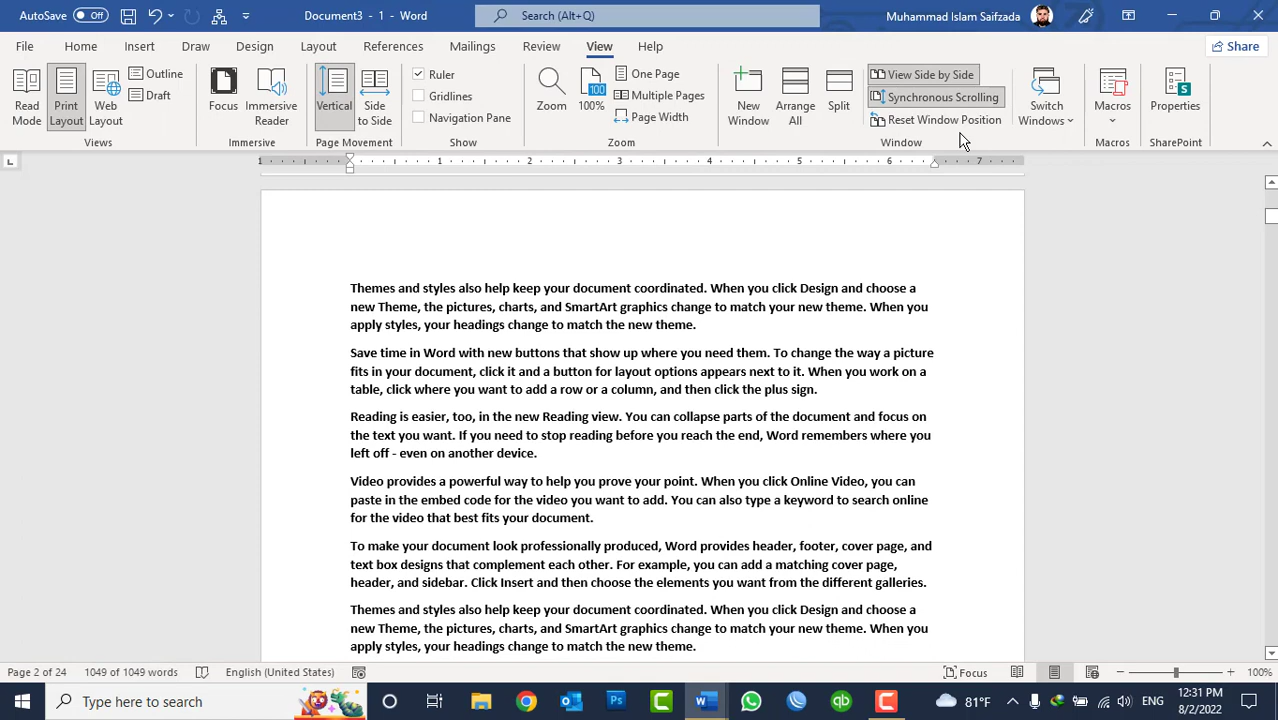 AutoSave Off Document3 - 1 - Word Search (Alt+Q) Muhammad Islam Saifzada
File Home Insert Draw Design Layout References Mailings Review View Help Share
Read Mode
Print Layout
Web Layout
Outline
Draft
Views
Focus
Immersive Reader
Immersive
Vertical
Side to Side
Page Movement
Ruler
Gridlines
Navigation Pane
Show
Zoom
100
100%
One Page
Multiple Pages
Page Width
Zoom
New Window
Arrange All
Split
View Side by Side
Synchronous Scrolling
Reset Window Position
Switch Windows
Window
Macros
Macros
Properties
SharePoint
1 1 2 3 4 5 6 7
Themes and styles also help keep your document coordinated. When you click Design and choose a
new Theme, the pictures, charts, and SmartArt graphics change to match your new theme. When you
apply styles, your headings change to match the new theme.
Save time in Word with new buttons that show up where you need them. To change the way a picture
fits in your document, click it and a button for layout options appears next to it. When you work on a
table, click where you want to add a row or a column, and then click the plus sign.
Reading is easier, too, in the new Reading view. You can collapse parts of the document and focus on
the text you want. If you need to stop reading before you reach the end, Word remembers where you
left off - even on another device.
Video provides a powerful way to help you prove your point. When you click Online Video, you can
paste in the embed code for the video you want to add. You can also type a keyword to search online
for the video that best fits your document.
To make your document look professionally produced, Word provides header, footer, cover page, and
text box designs that complement each other. For example, you can add a matching cover page,
header, and sidebar. Click Insert and then choose the elements you want from the different galleries.
Themes and styles also help keep your document coordinated. When you click Design and choose a
new Theme, the pictures, charts, and SmartArt graphics change to match your new theme. When you
apply styles, your headings change to match the new theme.
Page 2 of 24 1049 of 1049 words English (United States) Focus 100%
Type here to search 81°F ENG 12:31 PM
8/2/2022